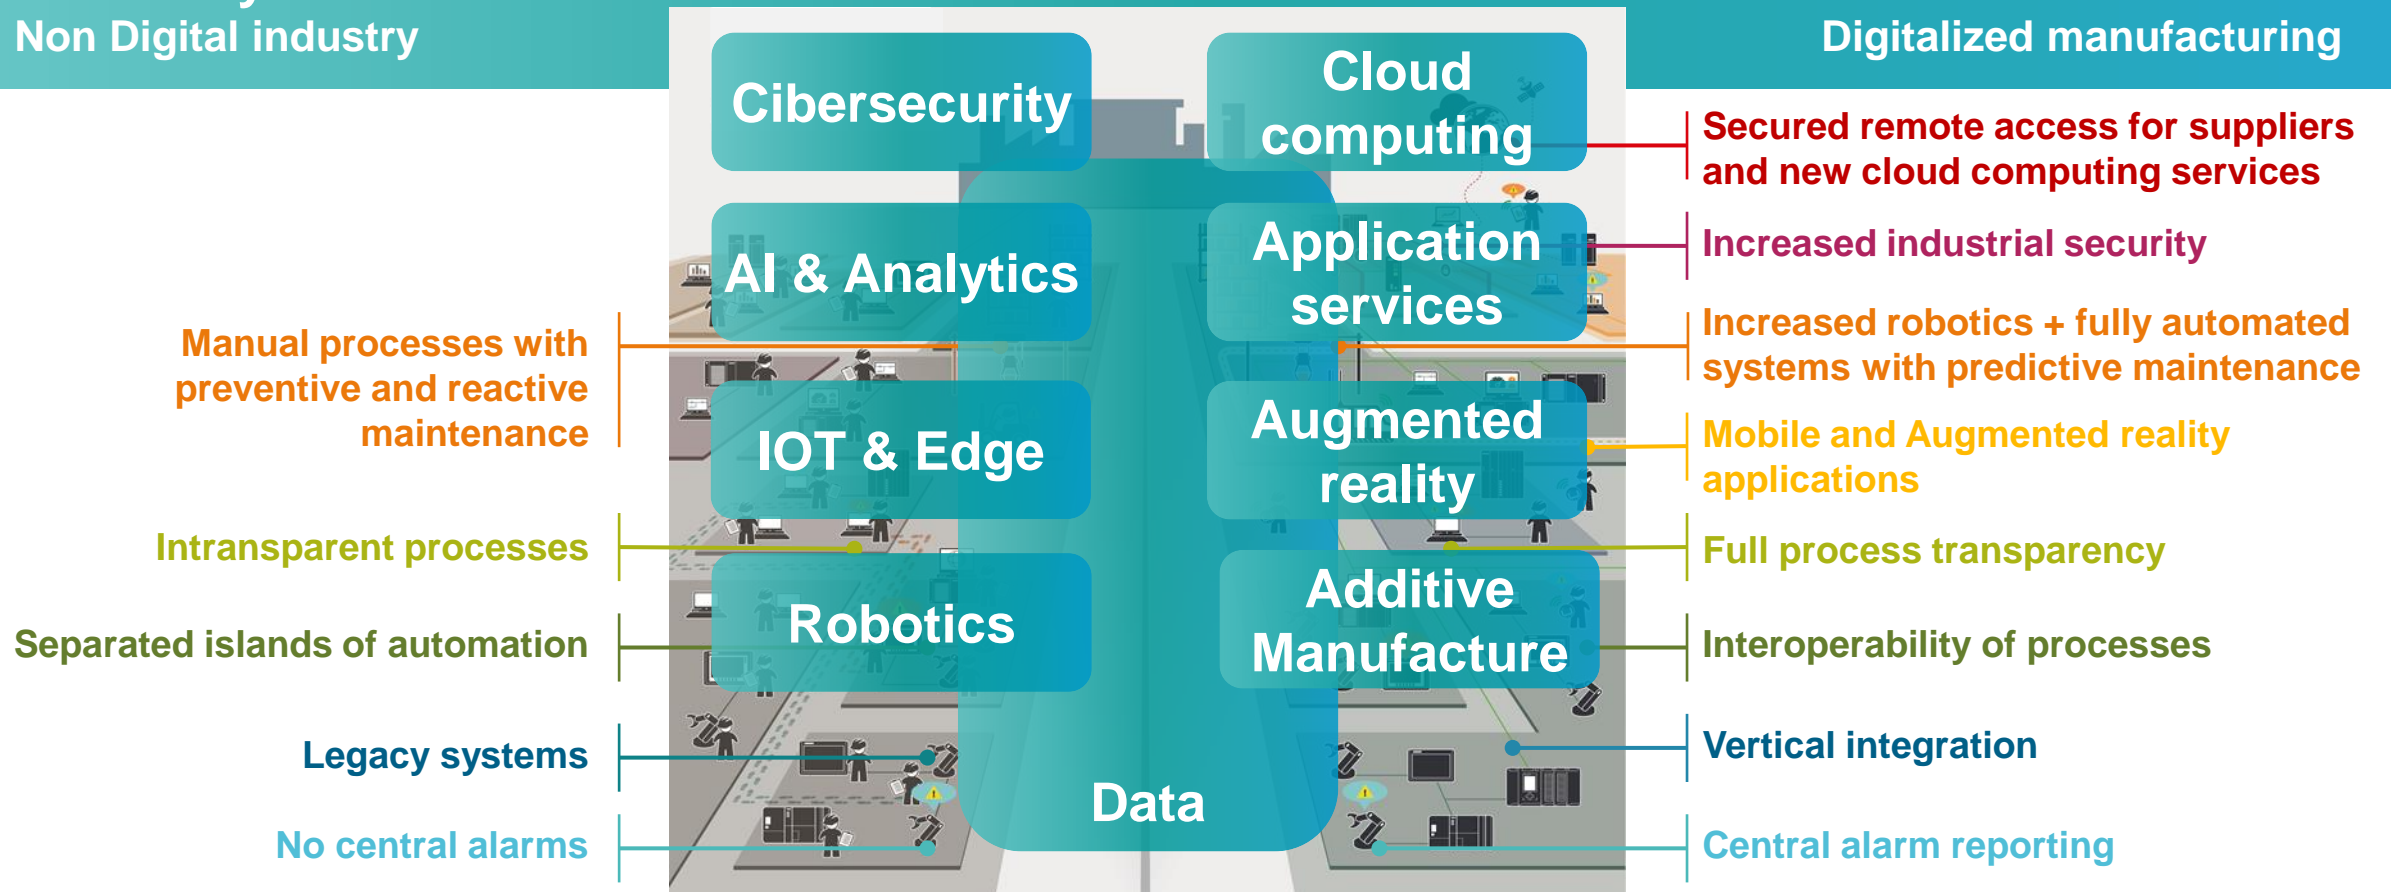 Non Digital industry
Digitalized manufacturing
Cibersecurity
AI & Analytics
IOT & Edge
Robotics
Cloud
computing
Application
services
Augmented
reality
Additive
Manufacture
Data
Manual processes with
preventive and reactive
maintenance
Intransparent processes
Separated islands of automation
Legacy systems
No central alarms
Secured remote access for suppliers
and new cloud computing services
Increased industrial security
Increased robotics + fully automated
systems with predictive maintenance
Mobile and Augmented reality
applications
Full process transparency
Interoperability of processes
Vertical integration
Central alarm reporting